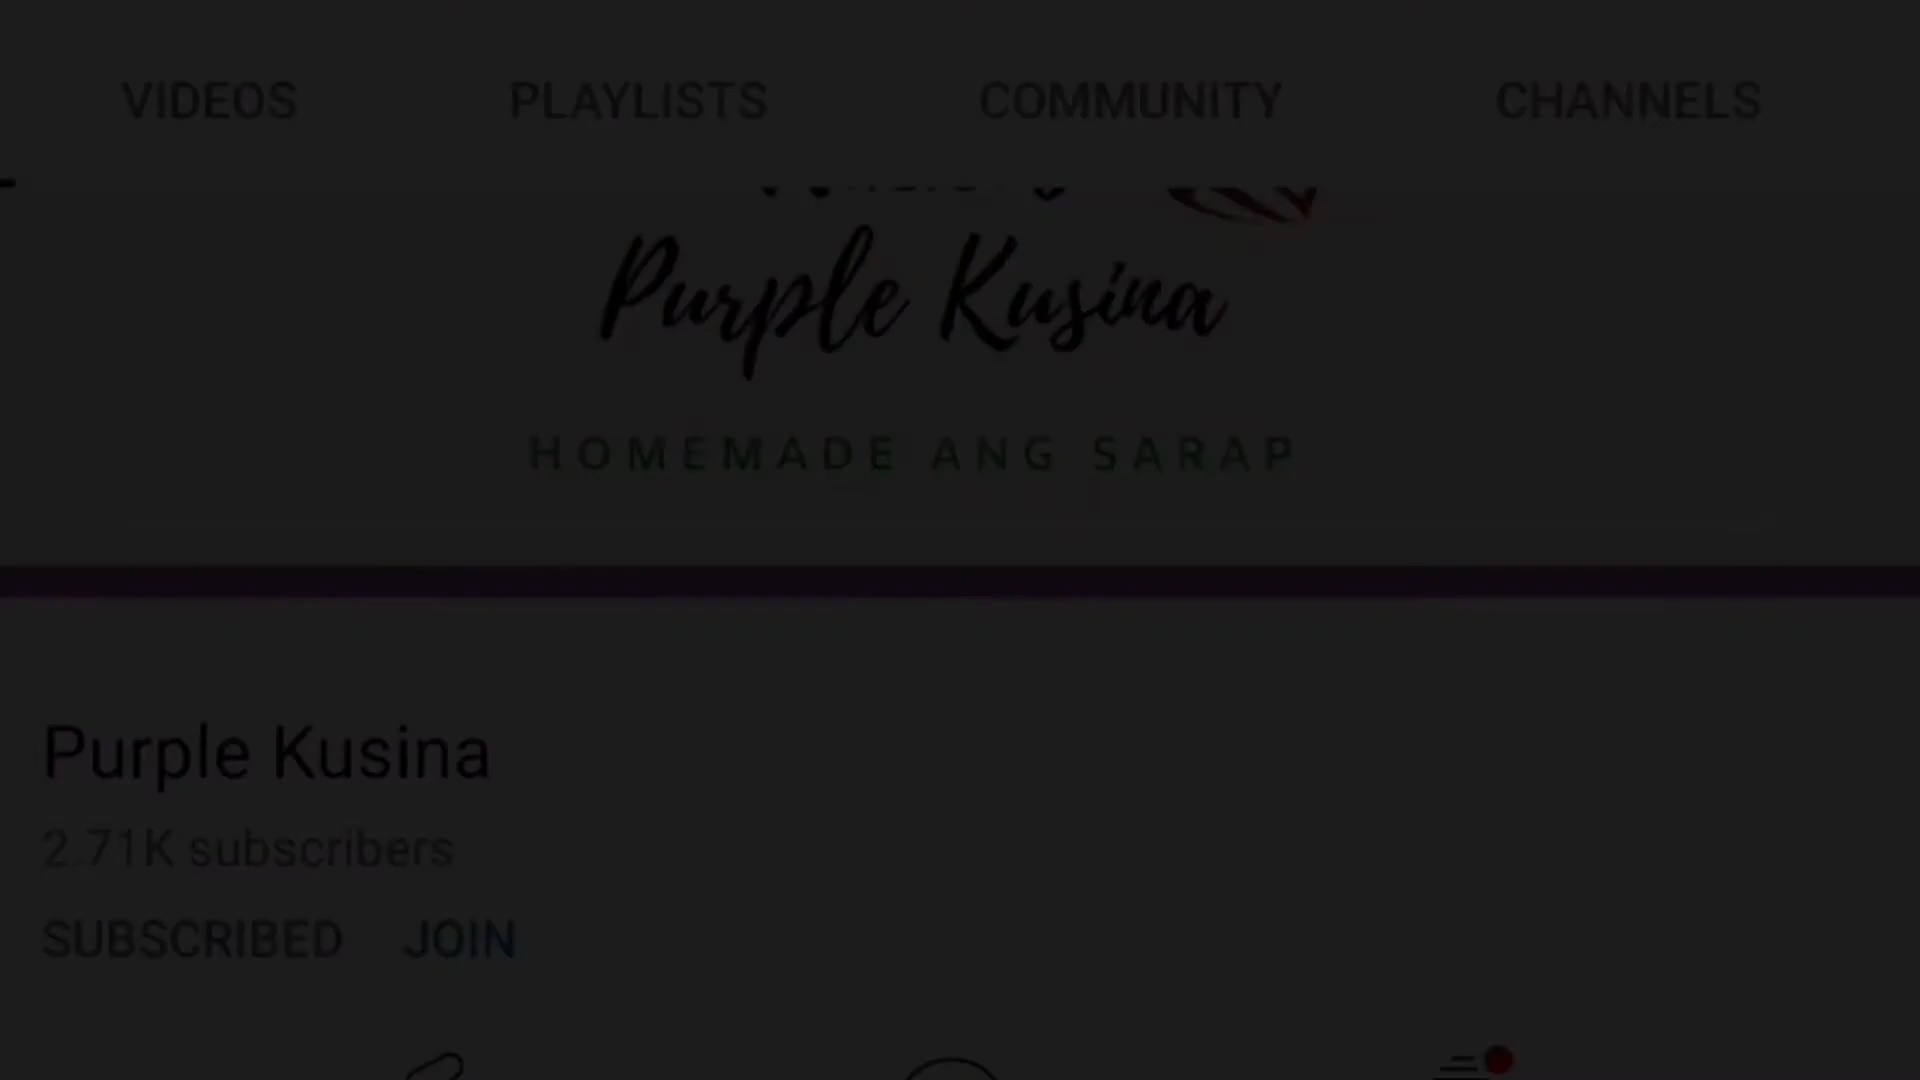 VIDEOS PLAYLISTS COMMUNITY CHANNELS
Purple Kusina
HOMEMADE ANG SARAP
Purple Kusina
2.71K subscribers
SUBSCRIBED JOIN